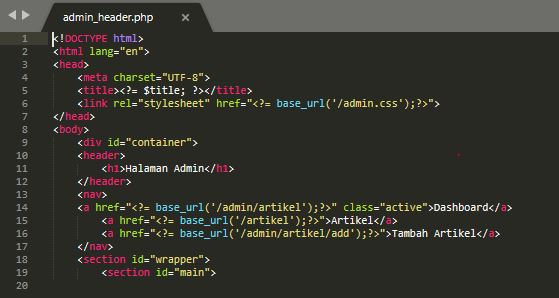 admin_header.php
1 <!DOCTYPE html>
2 <html lang="en">
3 <head>
4 <meta charset="UTF-8">
5 <title><?= $title; ?></title>
6 <link rel="stylesheet" href="<?= base_url('/admin.css');?>">
7 </head>
8 <body>
9 <div id="container">
10 <header>
11 <h1>Halaman Admin</h1>
12 </header>
13 <nav>
14 <a href="<?= base_url('/admin/artikel');?>" class="active">Dashboard</a>
15 <a href="<?= base_url('/artikel');?>">Artikel</a>
16 <a href="<?= base_url('/admin/artikel/add');?>">Tambah Artikel</a>
17 </nav>
18 <section id="wrapper">
19 <section id="main">
20